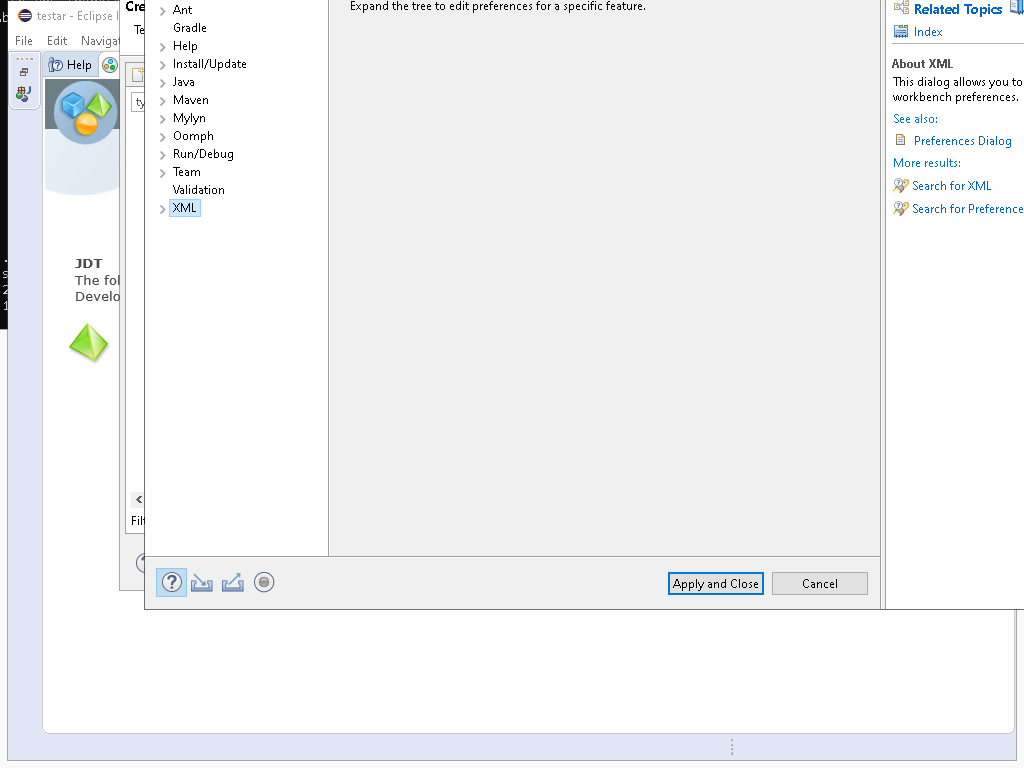 testar - Eclipse
File Edit Naviga
Help
JDT
The fol
Develo
Cre
Te
ty
<
Filt
Ant
Gradle
Help
Install/Update
Java
Maven
Mylyn
Oomph
Run/Debug
Team
Validation
XML
Expand the tree to edit preferences for a specific feature.
Apply and Close
Cancel
Related Topics
Index
About XML
This dialog allows you to
workbench preferences.
See also:
Preferences Dialog
More results:
Search for XML
Search for Preference